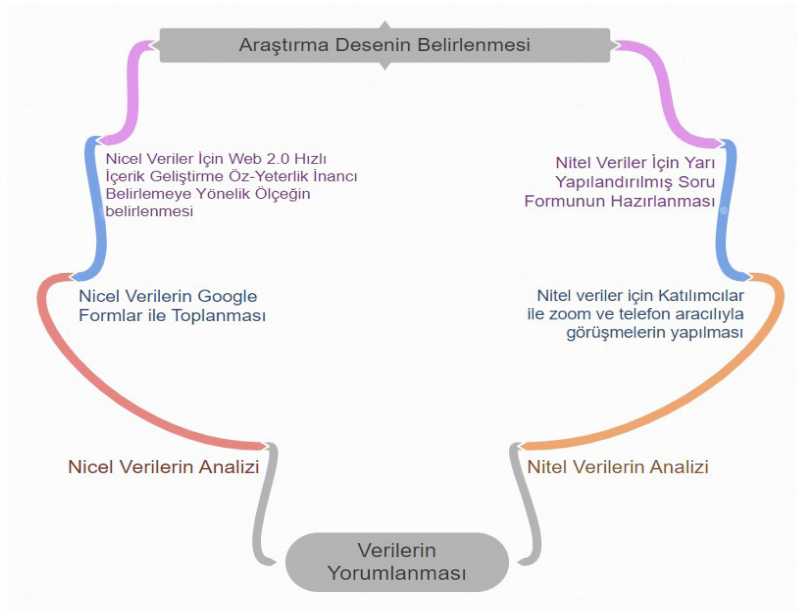 Araştırma Desenin Belirlenmesi
Nicel Veriler İçin Web 2.0 Hızlı
İçerik Geliştirme Öz-Yeterlik İnancı
Belirlemeye Yönelik Ölçeğin
belirlenmesi
Nitel Veriler İçin Yarı
Yapılandırılmış Soru
Formunun Hazırlanması
Nicel Verilerin Google
Formlar ile Toplanması
Nitel veriler için Katılımcılar
ile zoom ve telefon aracılıyla
görüşmelerin yapılması
Nicel Verilerin Analizi
Nitel Verilerin Analizi
Verilerin
Yorumlanması